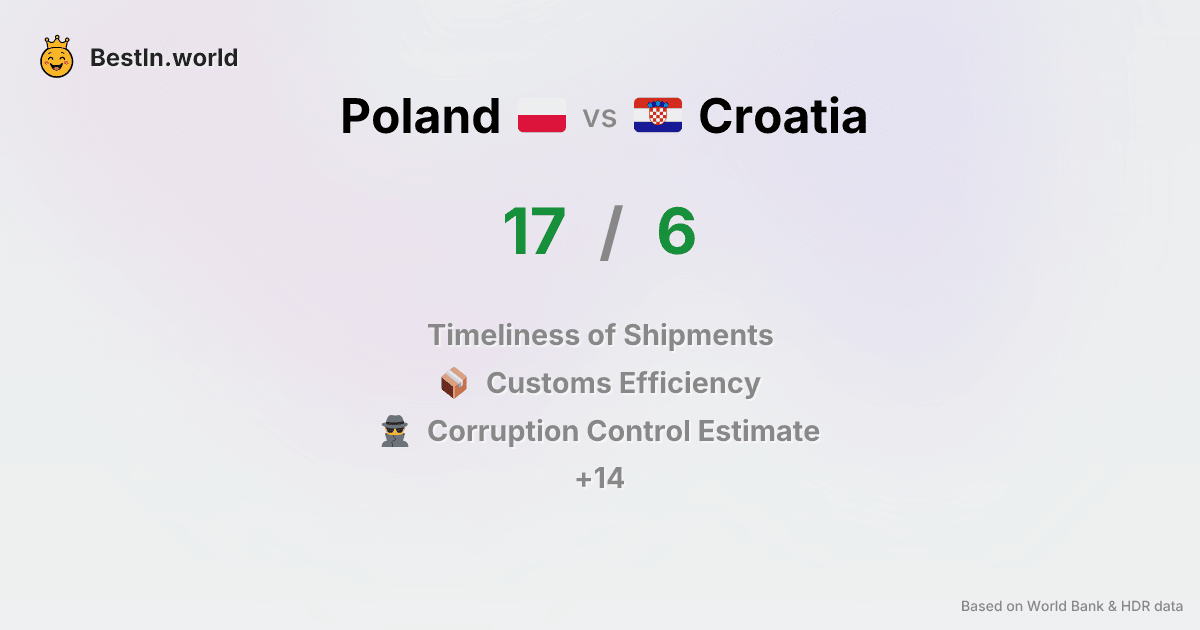 BestIn.world
Poland vs Croatia
17 / 6
Timeliness of Shipments
Customs Efficiency
Corruption Control Estimate
+14
Based on World Bank & HDR data